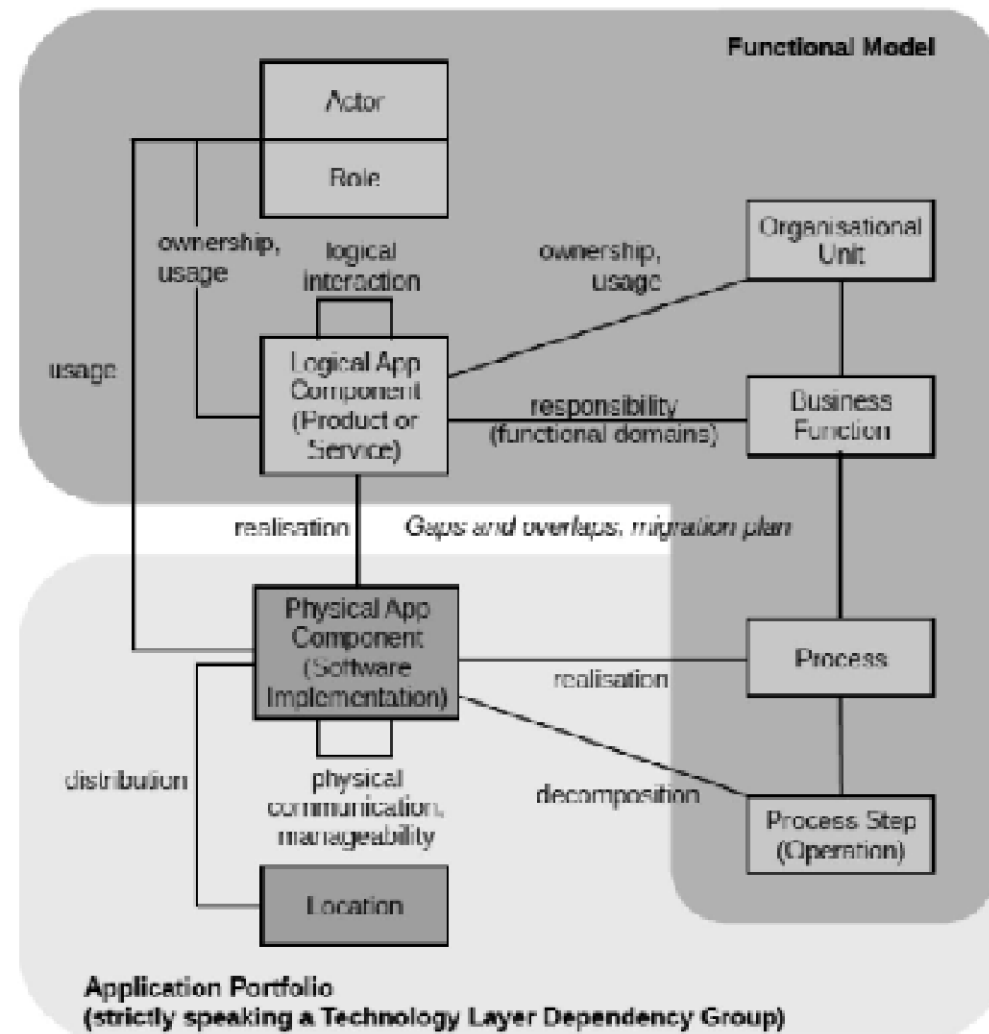 Functional Model
Actor
Role
ownership,
usage
logical
interaction
ownership,
usage
Organisational
Unit
usage
Logical App
Component
(Product or
Service)
responsibility
(functional domains)
Business
Function
realisation
Gaps and overlaps, migration plan
Physical App
Component
(Software
Implementation)
realisation
Process
distribution
physical
communication,
manageability
decomposition
Process Step
(Operation)
Location
Application Portfolio
(strictly speaking a Technology Layer Dependency Group)